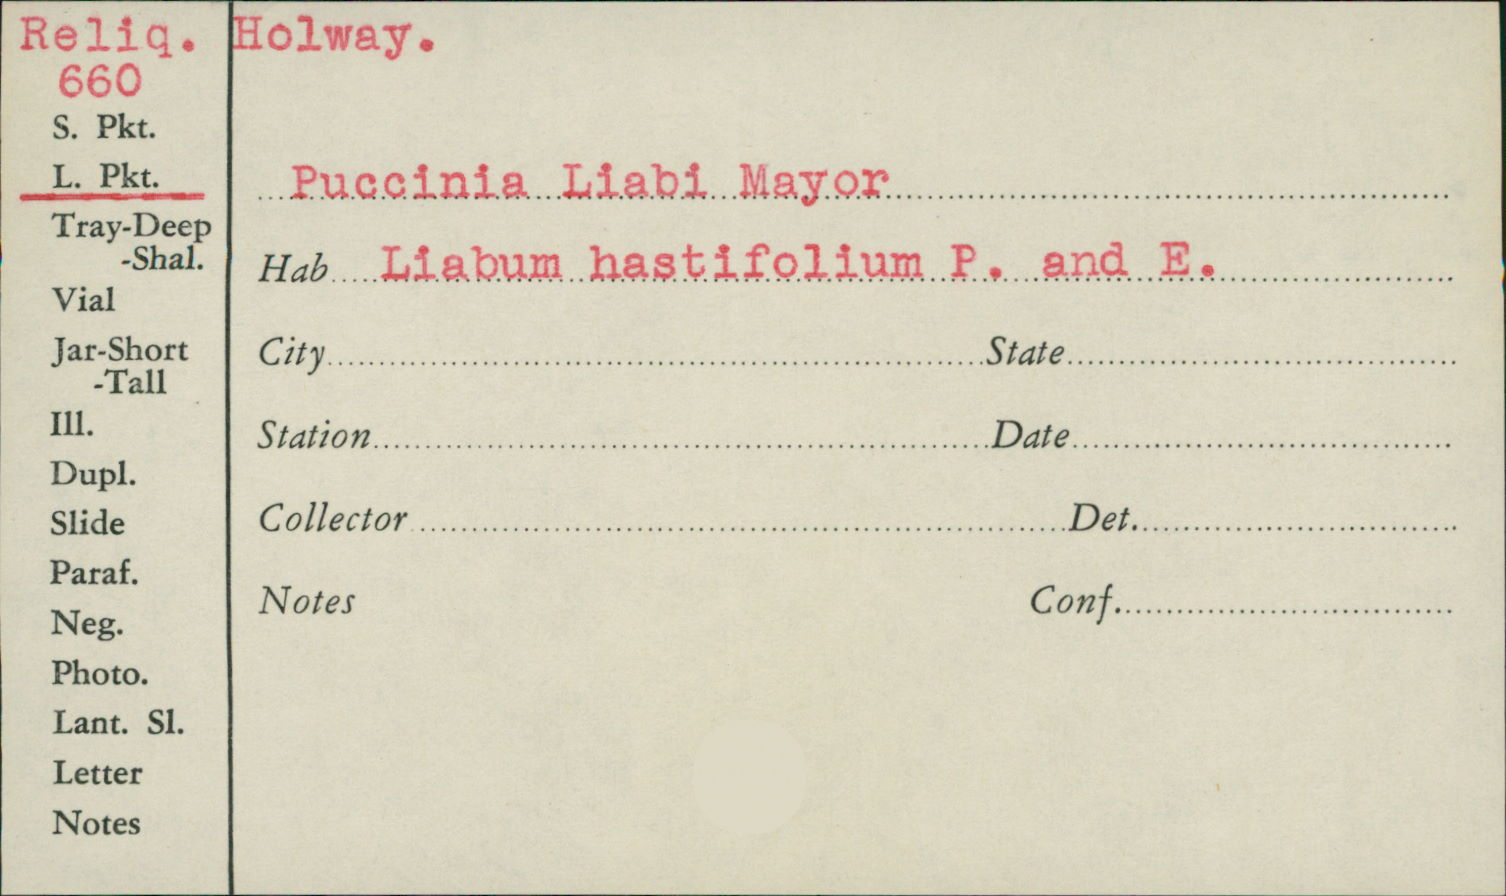 Reliq. Holway.
660
S. Pkt.
L. Pkt.
Puccinia Liabi Mayor
Tray-Deep
-Shal.
Hab Liabum hastifolium P. and E.
Vial
Jar-Short
-Tall
City State
Ill.
Station Date
Dupl.
Slide
Collector Det.
Paraf.
Neg.
Notes Conf.
Photo.
Lant. Sl.
Letter
Notes